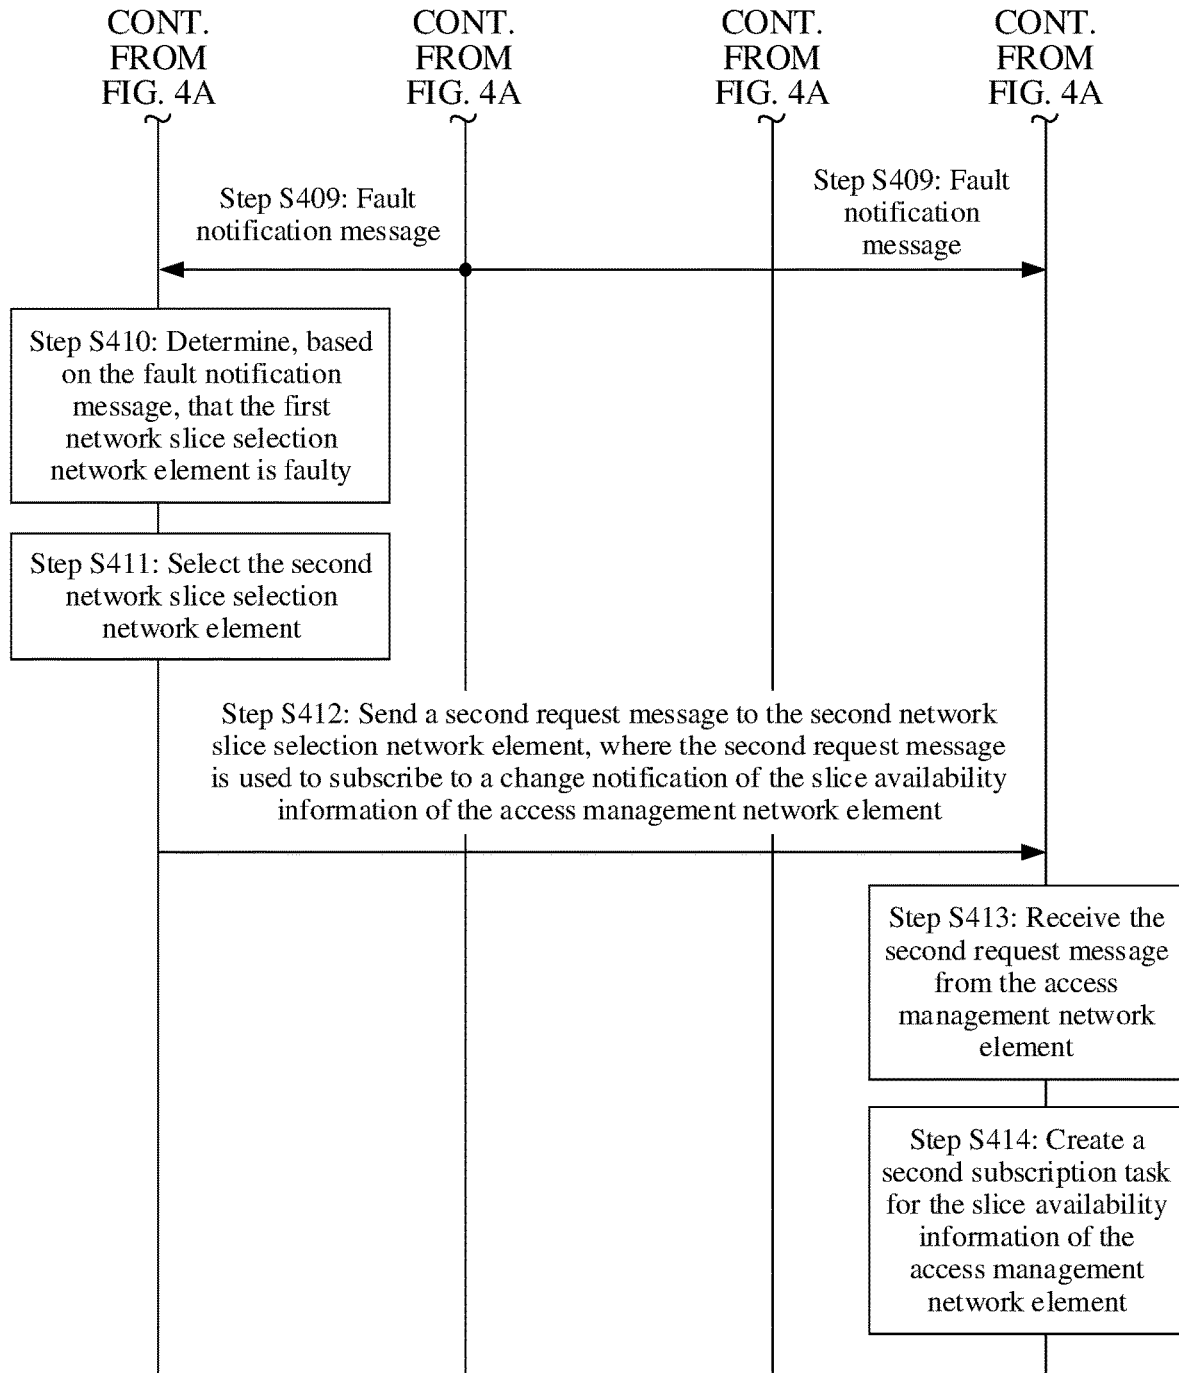 CONT.
FROM
FIG. 4A
CONT.
FROM
FIG. 4A
CONT.
FROM
FIG. 4A
CONT.
FROM
FIG. 4A
Step S409: Fault
notification message
Step S409: Fault
notification
message
Step S410: Determine, based
on the fault notification
message, that the first
network slice selection
network element is faulty
Step S411: Select the second
network slice selection
network element
Step S412: Send a second request message to the second network
slice selection network element, where the second request message
is used to subscribe to a change notification of the slice availability
information of the access management network element
Step S413: Receive the
second request message
from the access
management network
element
Step S414: Create a
second subscription task
for the slice availability
information of the
access management
network element